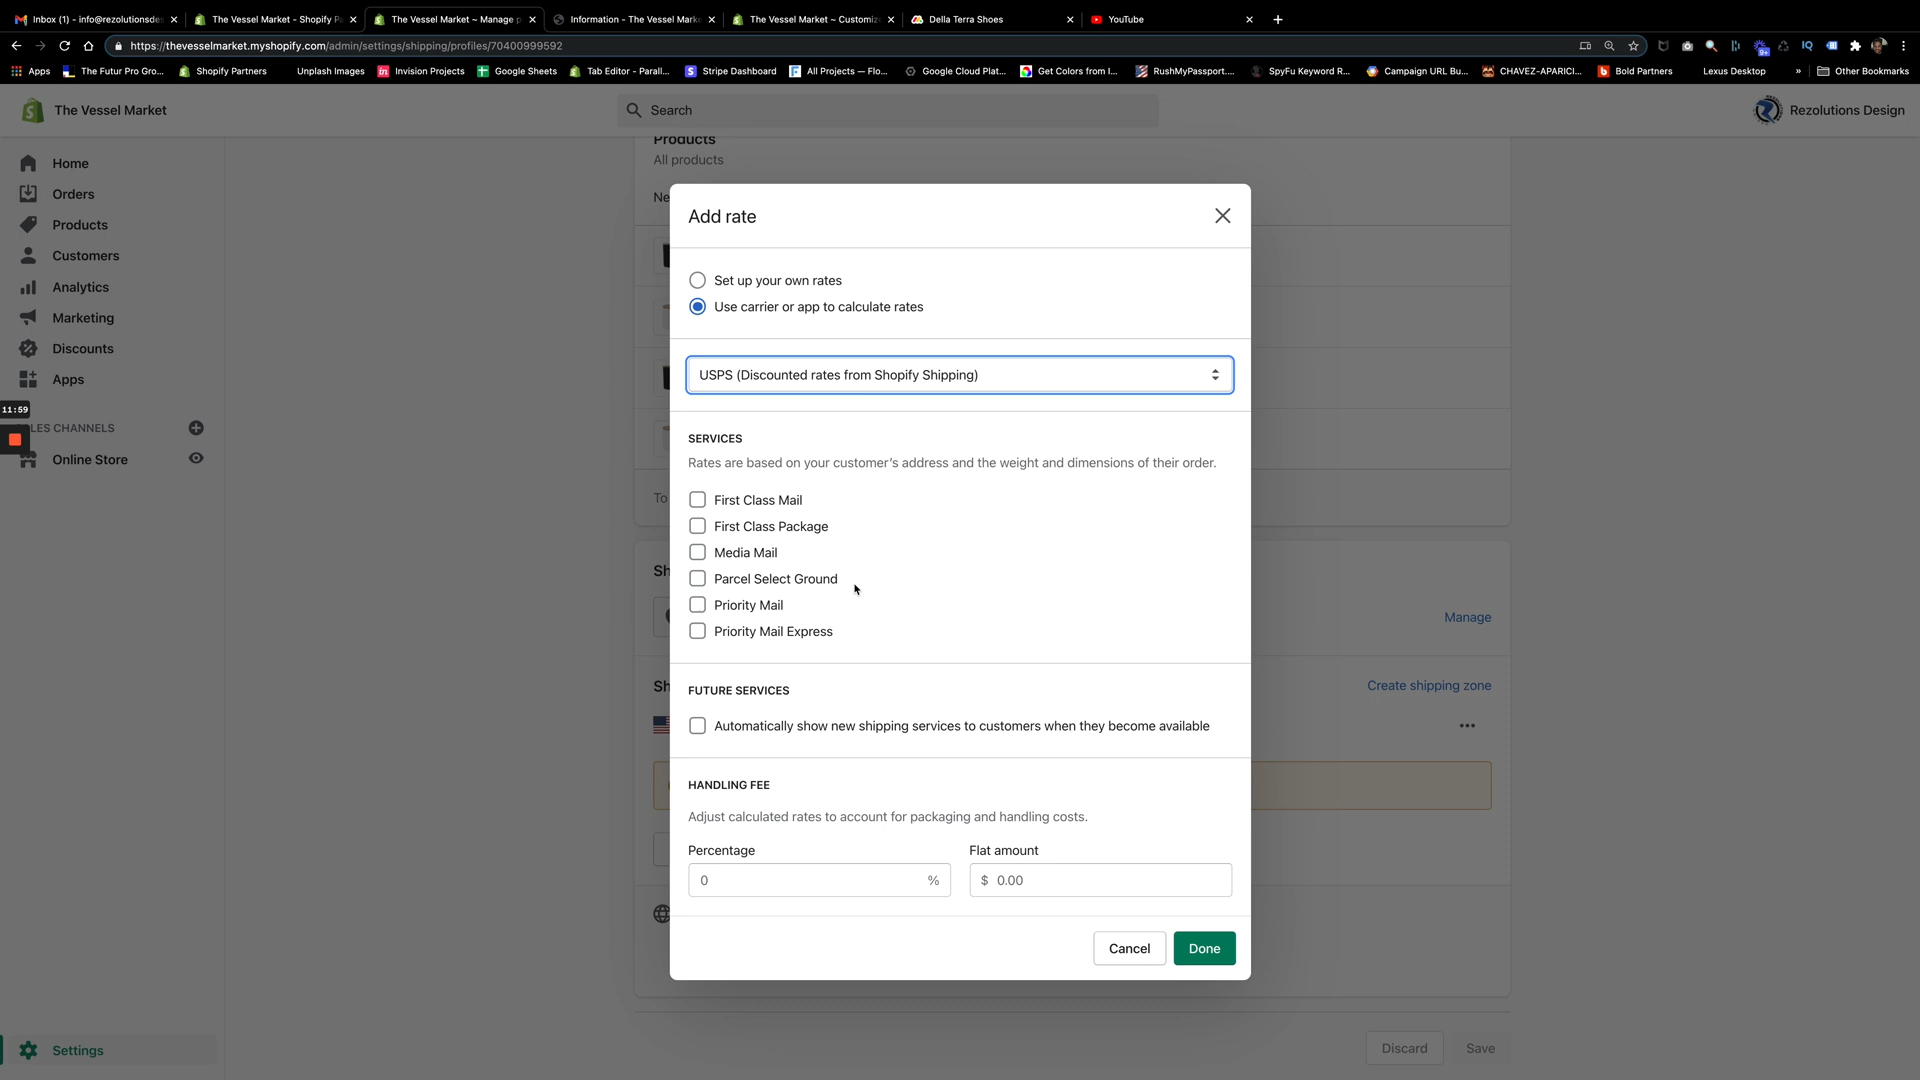 Inbox (1) - info@rezolutionsdes
The Vessel Market - Shopify Pa
The Vessel Market ~ Manage p
Information - The Vessel Marke
The Vessel Market ~ Customize
Della Terra Shoes
YouTube
https://thevesselmarket.myshopify.com/admin/settings/shipping/profiles/70400999592
Apps
The Futur Pro Gro...
Shopify Partners
Unplash Images
Invision Projects
Google Sheets
Tab Editor - Parall...
Stripe Dashboard
All Projects — Flo...
Google Cloud Plat...
Get Colors from I...
RushMyPassport....
SpyFu Keyword R...
Campaign URL Bu...
CHAVEZ-APARICI...
Bold Partners
Lexus Desktop
»
Other Bookmarks
The Vessel Market
Search
Rezolutions Design
Home
Orders
Products
Customers
Analytics
Marketing
Discounts
Apps
11:59
LES CHANNELS
Online Store
Settings
Products
All products
Ne
To
Sh
Manage
Sh
Create shipping zone
Add rate
Set up your own rates
Use carrier or app to calculate rates
USPS (Discounted rates from Shopify Shipping)
SERVICES
Rates are based on your customer's address and the weight and dimensions of their order.
First Class Mail
First Class Package
Media Mail
Parcel Select Ground
Priority Mail
Priority Mail Express
FUTURE SERVICES
Automatically show new shipping services to customers when they become available
HANDLING FEE
Adjust calculated rates to account for packaging and handling costs.
Percentage
Flat amount
0 %
$ 0.00
Cancel
Done
Discard
Save